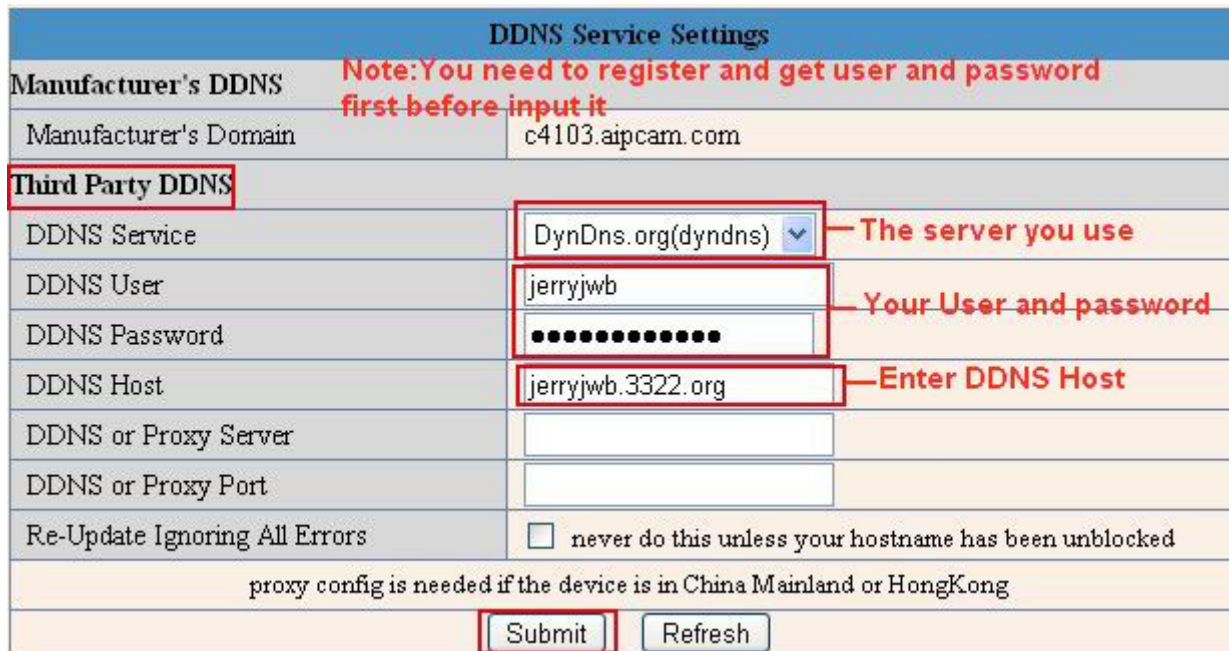 DDNS Service Settings
Manufacturer's DDNS
Note:You need to register and get user and password
first before input it
Manufacturer's Domain c4103.aipcam.com
Third Party DDNS
DDNS Service DynDns.org(dyndns) The server you use
DDNS User jerryjwb
Your User and password
DDNS Password ●●●●●●●●●●●●
DDNS Host jerryjwb.3322.org Enter DDNS Host
DDNS or Proxy Server
DDNS or Proxy Port
Re-Update Ignoring All Errors never do this unless your hostname has been unblocked
proxy config is needed if the device is in China Mainland or HongKong
Submit Refresh